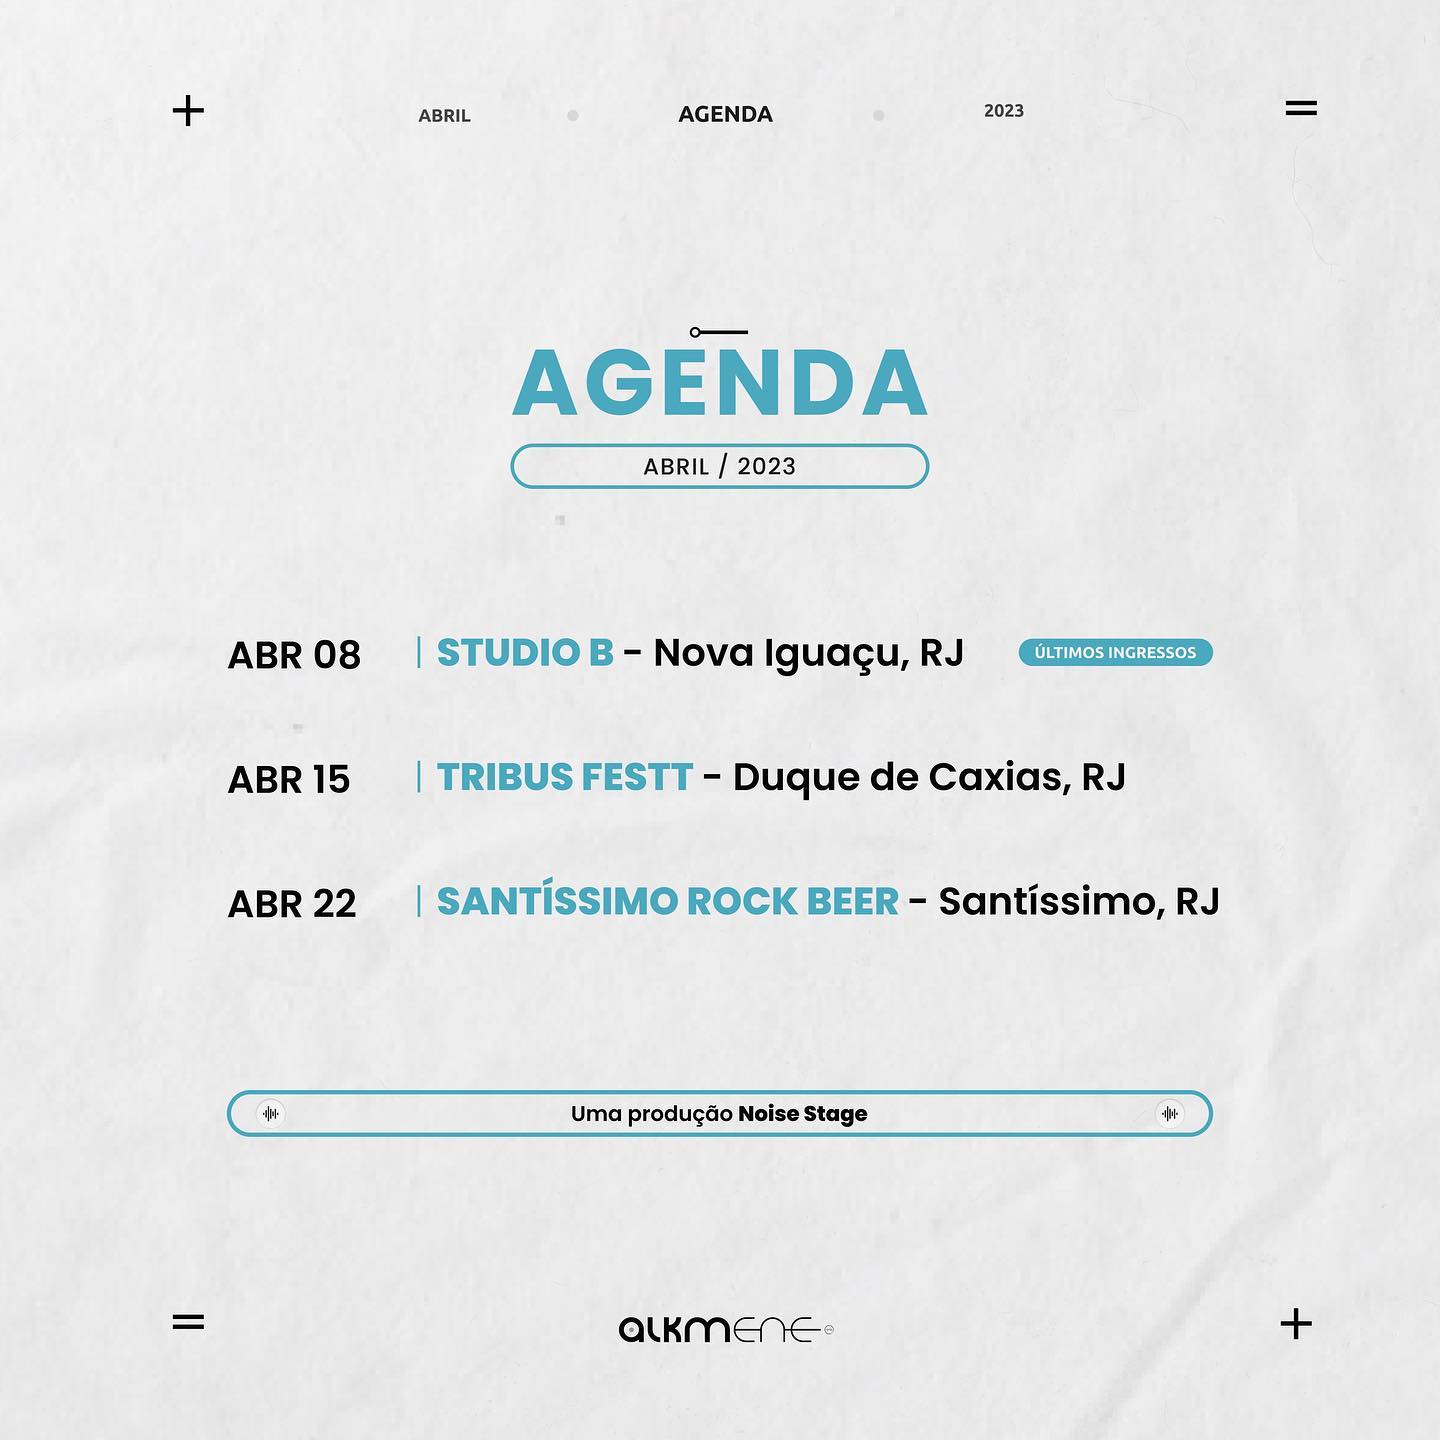 ABRIL AGENDA 2023
AGENDA
ABRIL / 2023
ABR 08 | STUDIO B - Nova Iguaçu, RJ ÚLTIMOS INGRESSOS
ABR 15 | TRIBUS FESTT - Duque de Caxias, RJ
ABR 22 | SANTÍSSIMO ROCK BEER - Santíssimo, RJ
Uma produção Noise Stage
alkmene